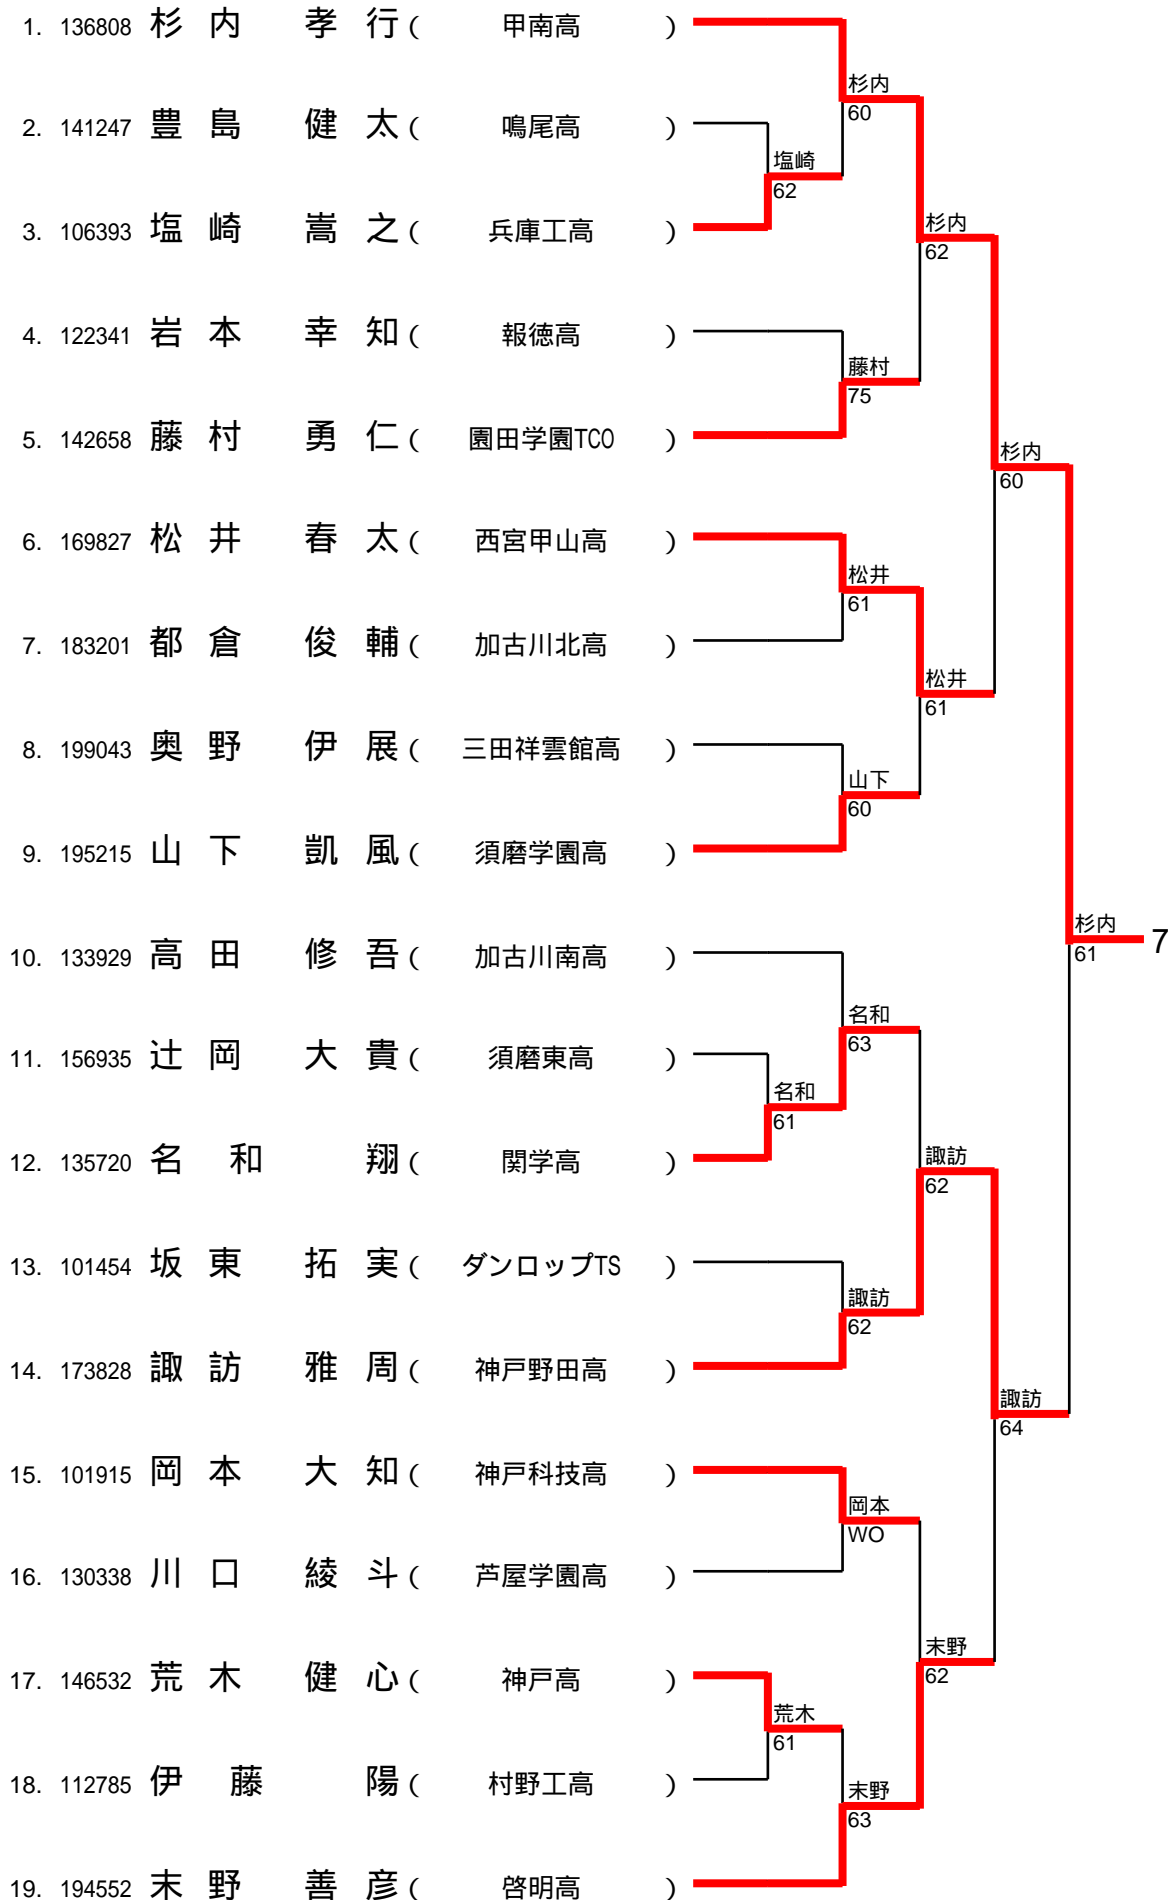 1. 136808 杉 内 孝 行 ( 甲南高 )
杉内
60
2. 141247 豊 島 健 太 ( 鳴尾高 )
塩崎
62
3. 106393 塩 崎 嵩 之 ( 兵庫工高 )
杉内
62
4. 122341 岩 本 幸 知 ( 報徳高 )
藤村
75
5. 142658 藤 村 勇 仁 ( 園田学園TCO )
杉内
60
6. 169827 松 井 春 太 ( 西宮甲山高 )
松井
61
7. 183201 都 倉 俊 輔 ( 加古川北高 )
松井
61
8. 199043 奥 野 伊 展 ( 三田祥雲館高 )
山下
60
9. 195215 山 下 凱 風 ( 須磨学園高 )
杉内
61
7
10. 133929 高 田 修 吾 ( 加古川南高 )
名和
63
11. 156935 辻 岡 大 貴 ( 須磨東高 )
名和
61
12. 135720 名 和 翔 ( 関学高 )
諏訪
62
13. 101454 坂 東 拓 実 ( ダンロップTS )
諏訪
62
14. 173828 諏 訪 雅 周 ( 神戸野田高 )
諏訪
64
15. 101915 岡 本 大 知 ( 神戸科技高 )
岡本
WO
16. 130338 川 口 綾 斗 ( 芦屋学園高 )
末野
62
17. 146532 荒 木 健 心 ( 神戸高 )
荒木
61
18. 112785 伊 藤 陽 ( 村野工高 )
末野
63
19. 194552 末 野 善 彦 ( 啓明高 )